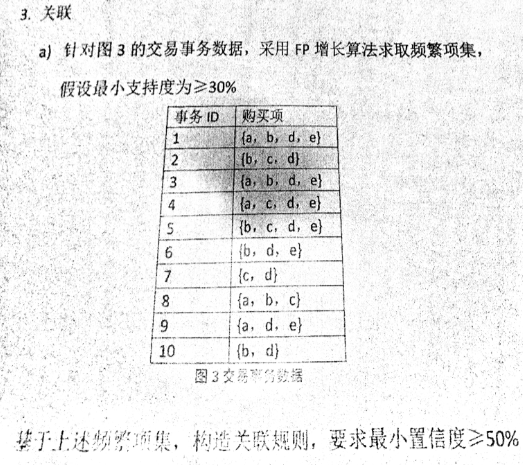 3. 关联
a) 针对图 3 的交易事务数据，采用 FP 增长算法求取频繁项集，
假设最小支持度为≥30%
事务 ID 购买项
1 {a，b，d，e}
2 {b，c，d}
3 {a，b，d，e}
4 {a，c，d，e}
5 {b，c，d，e}
6 {b，d，e}
7 {c，d}
8 {a，b，c}
9 {a，d，e}
10 {b，d}
图 3 交易事务数据
基于上述频繁项集，构造关联规则，要求最小置信度≥50%